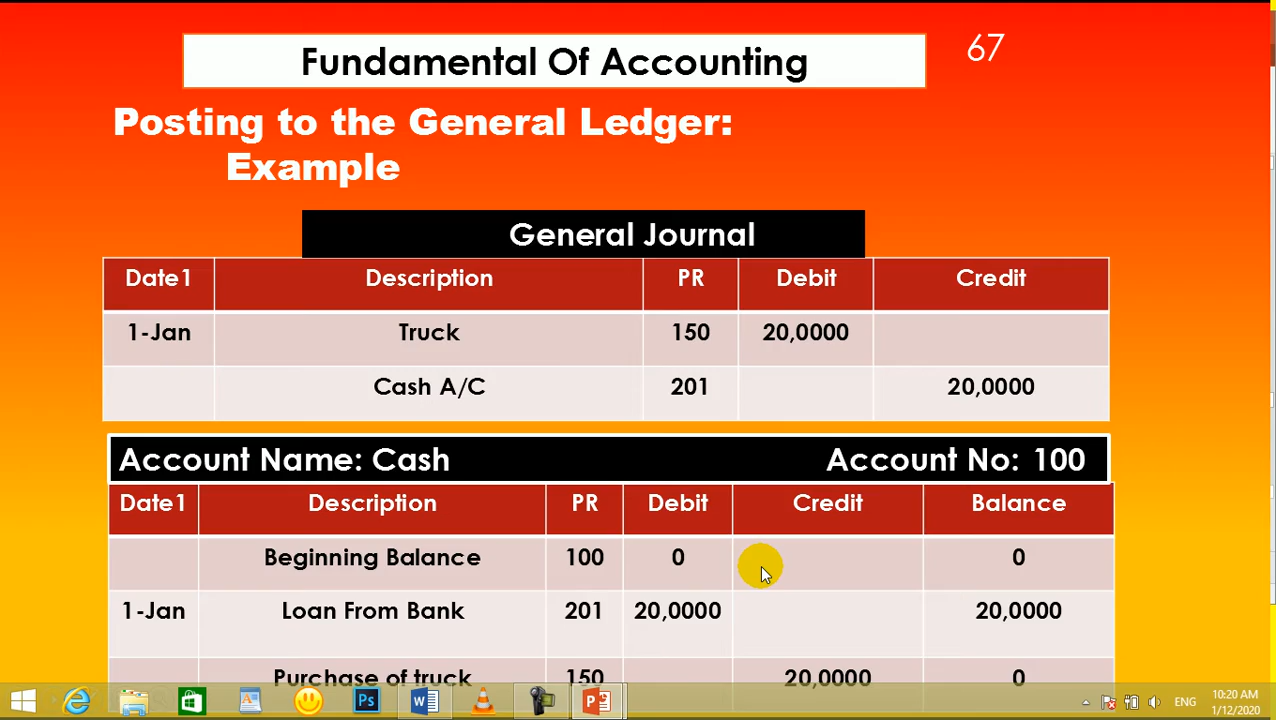 Fundamental Of Accounting
67
Posting to the General Ledger:
Example
General Journal
Date1 Description PR Debit Credit
1-Jan Truck 150 20,0000
Cash A/C 201 20,0000
Account Name: Cash Account No: 100
Date1 Description PR Debit Credit Balance
Beginning Balance 100 0 0
1-Jan Loan From Bank 201 20,0000 20,0000
Purchase of truck 150 20,0000 0
Ps
ENG
10:20 AM
1/12/2020